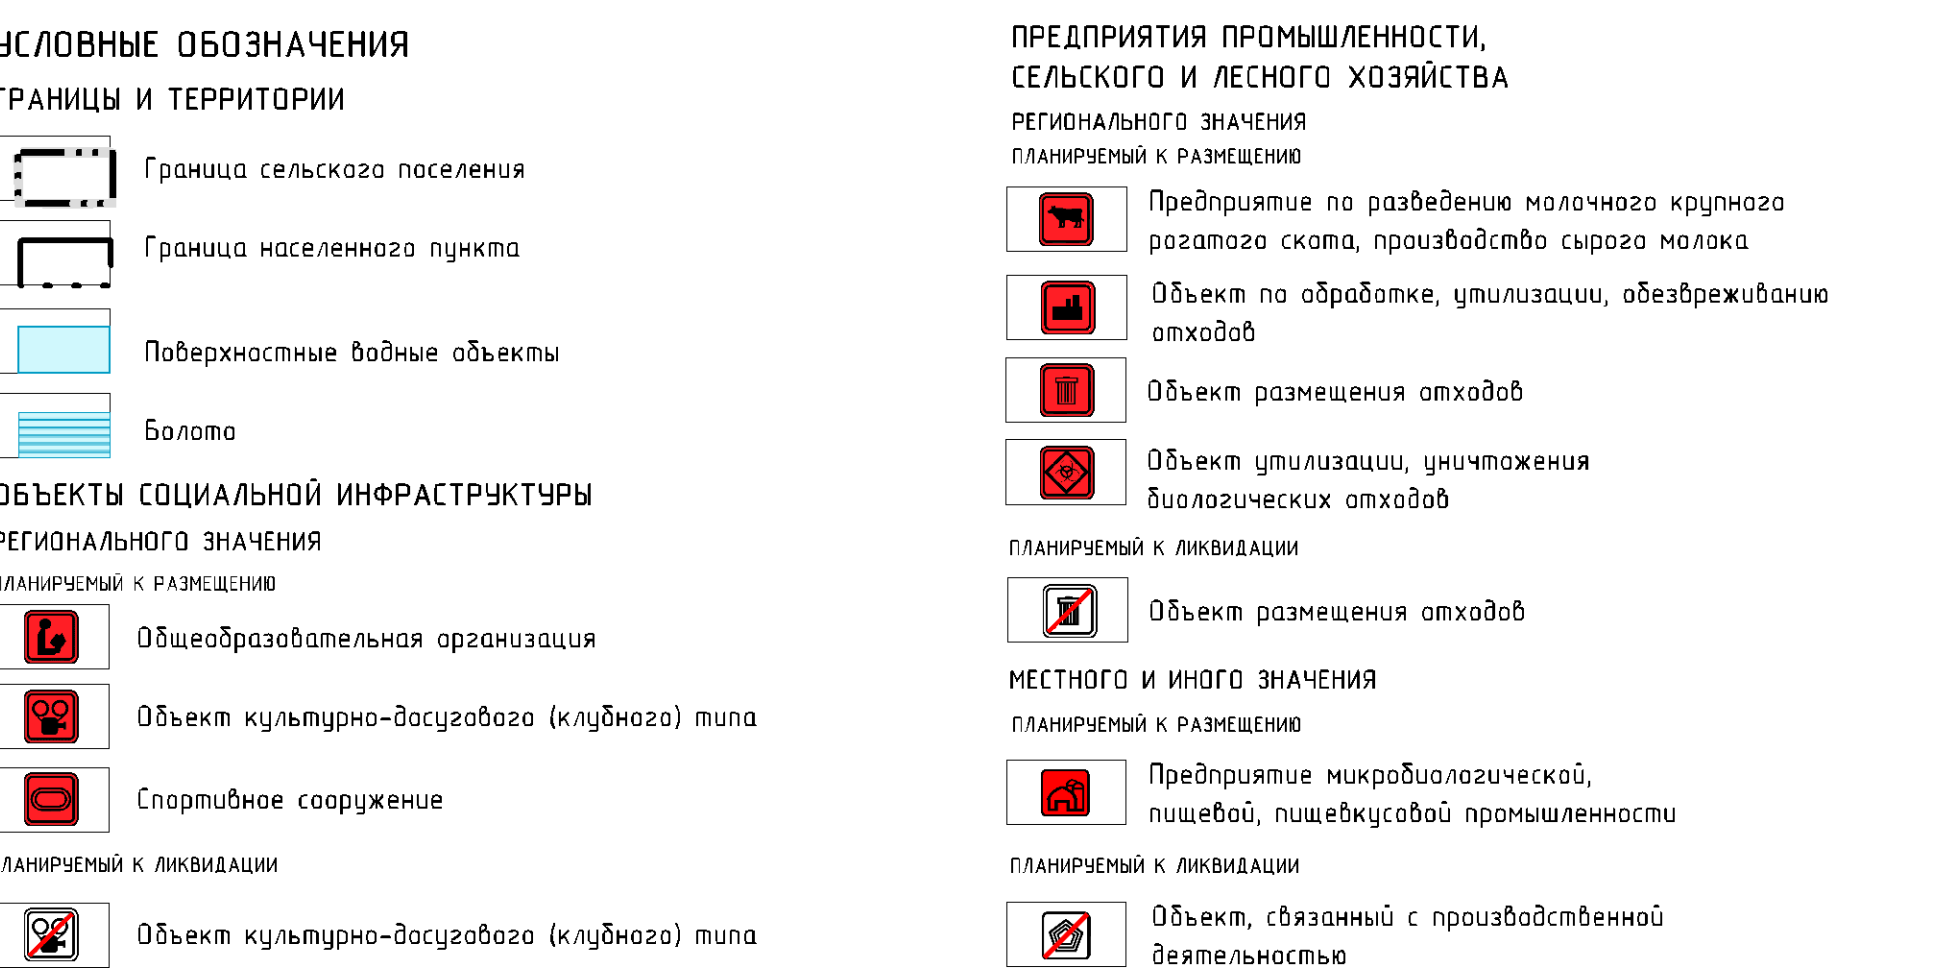 УСЛОВНЫЕ ОБОЗНАЧЕНИЯ
ГРАНИЦЫ И ТЕРРИТОРИИ
Граница сельского поселения
Граница населенного пункта
Поверхностные водные объекты
Болота
ОБЪЕКТЫ СОЦИАЛЬНОЙ ИНФРАСТРУКТУРЫ
РЕГИОНАЛЬНОГО ЗНАЧЕНИЯ
ПЛАНИРУЕМЫЙ К РАЗМЕЩЕНИЮ
Общеобразовательная организация
Объект культурно-досугового (клубного) типа
Спортивное сооружение
ПЛАНИРУЕМЫЙ К ЛИКВИДАЦИИ
Объект культурно-досугового (клубного) типа
ПРЕДПРИЯТИЯ ПРОМЫШЛЕННОСТИ,
СЕЛЬСКОГО И ЛЕСНОГО ХОЗЯЙСТВА
РЕГИОНАЛЬНОГО ЗНАЧЕНИЯ
ПЛАНИРУЕМЫЙ К РАЗМЕЩЕНИЮ
Предприятие по разведению молочного крупного
рогатого скота, производство сырого молока
Объект по обработке, утилизации, обезвреживанию
отходов
Объект размещения отходов
Объект утилизации, уничтожения
биологических отходов
ПЛАНИРУЕМЫЙ К ЛИКВИДАЦИИ
Объект размещения отходов
МЕСТНОГО И ИНОГО ЗНАЧЕНИЯ
ПЛАНИРУЕМЫЙ К РАЗМЕЩЕНИЮ
Предприятие микробиологической,
пищевой, пищевкусовой промышленности
ПЛАНИРУЕМЫЙ К ЛИКВИДАЦИИ
Объект, связанный с производственной
деятельностью